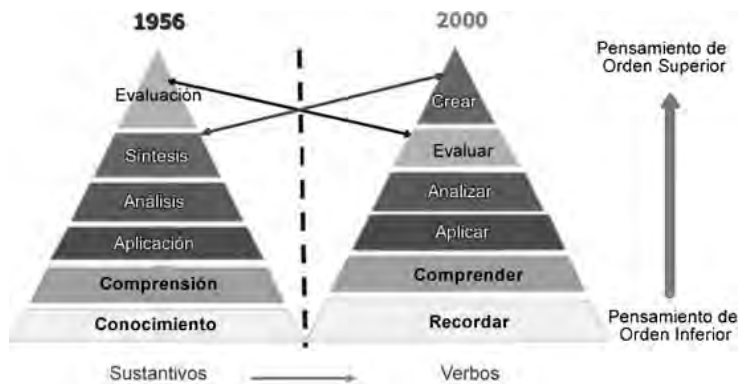 1956
2000
Pensamiento de
Orden Superior
Evaluación
Crear
Síntesis
Evaluar
Análisis
Analizar
Aplicación
Aplicar
Comprensión
Comprender
Conocimiento
Recordar
Pensamiento de
Orden Inferior
Sustantivos
Verbos